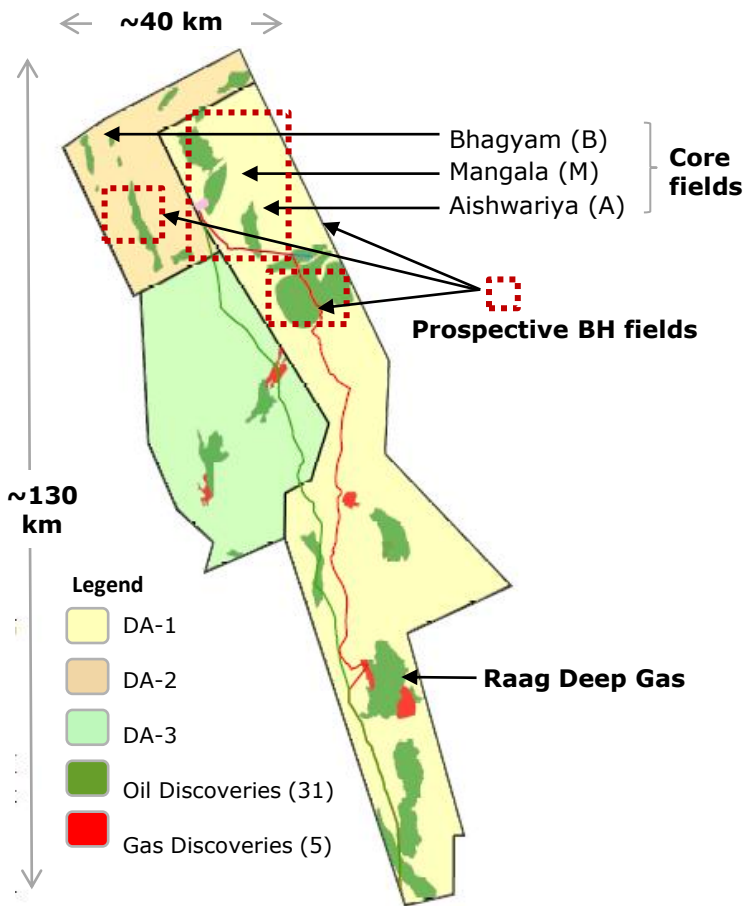 ~40 km
Bhagyam (B)
Mangala (M)
Aishwariya (A)
Core
fields
Prospective BH fields
~130
km
Legend
DA-1
DA-2
DA-3
Oil Discoveries (31)
Gas Discoveries (5)
Raag Deep Gas